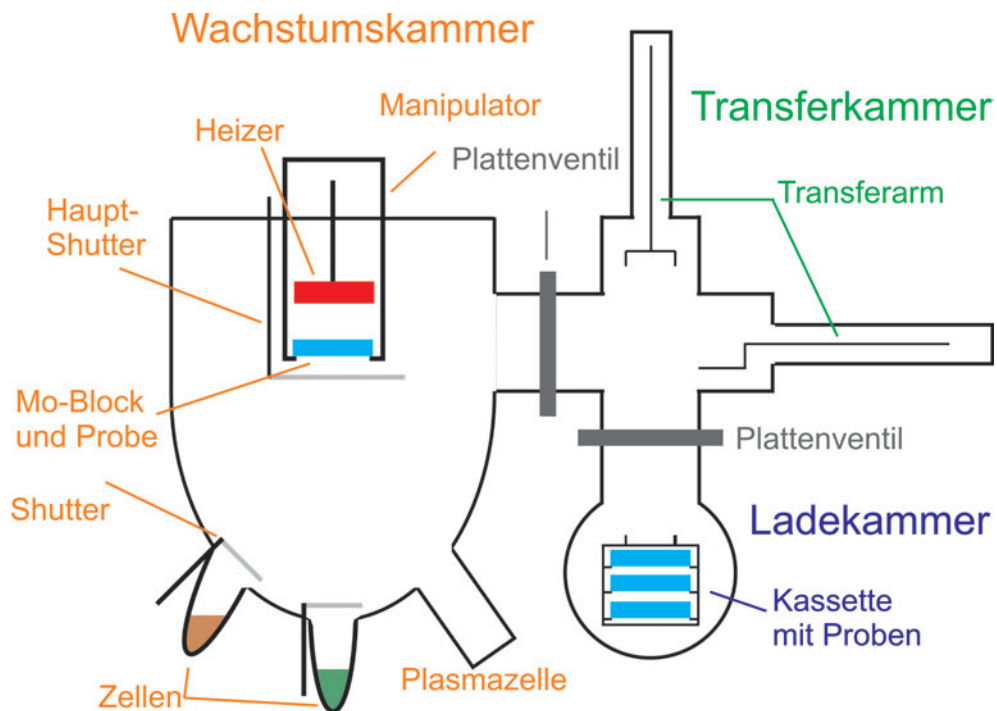 Wachstumskammer
Manipulator
Heizer
Plattenventil
Transferkammer
Transferarm
Haupt-
Shutter
Mo-Block
und Probe
Plattenventil
Shutter
Ladekammer
Kassette
mit Proben
Plasmazelle
Zellen